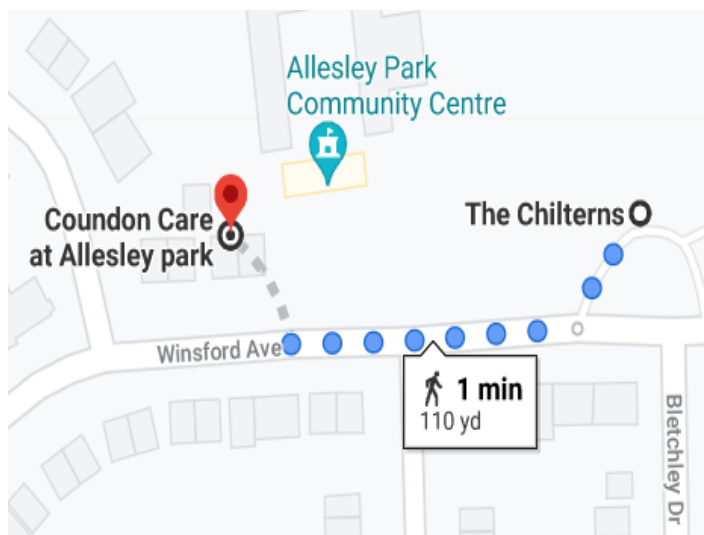 Allesley Park
Community Centre
The Chilterns
Coundon Care
at Allesley park
Winsford Ave
1 min
110 yd
Bletchley Dr